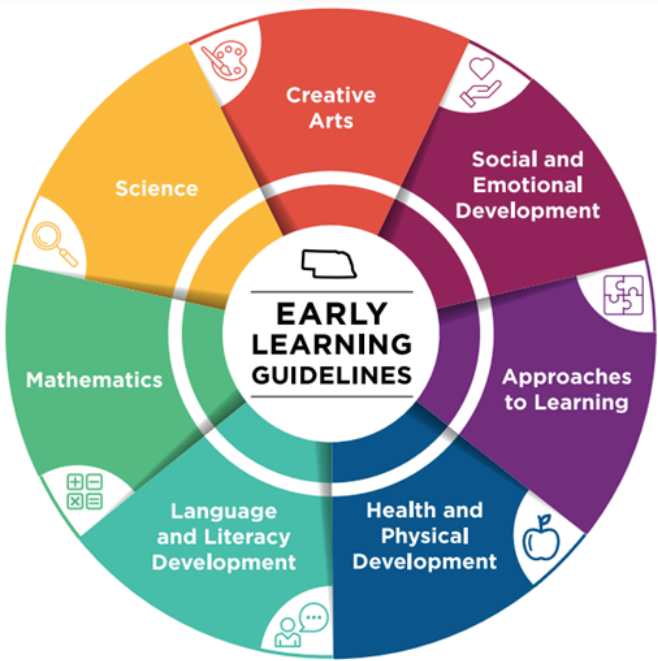 Creative
Arts
Social and
Emotional
Development
Approaches
to Learning
Health and
Physical
Development
Language
and Literacy
Development
Mathematics
Science
EARLY
LEARNING
GUIDELINES